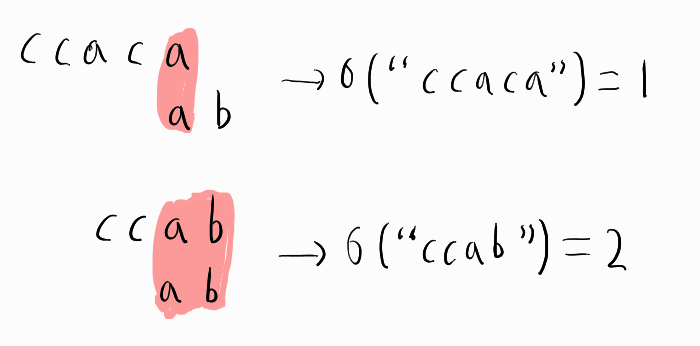 c c a c a → 6("ccaca") = 1
a b
c c a b → 6("ccab") = 2
a b